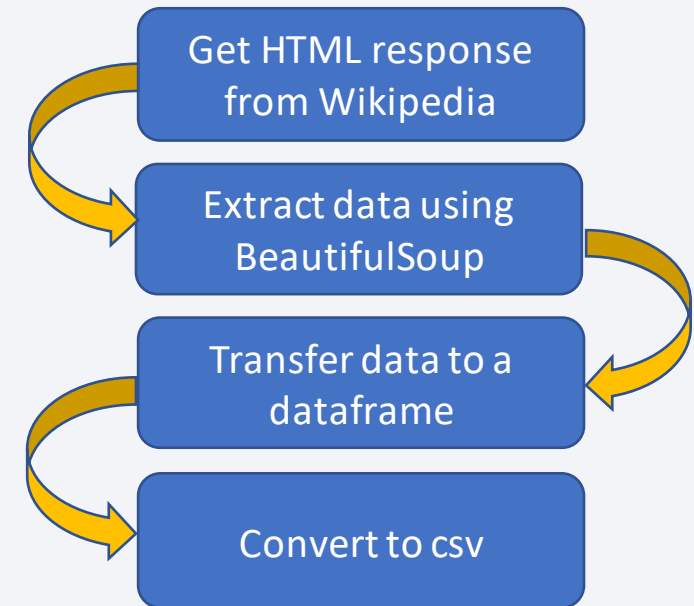 Get HTML response
from Wikipedia
Extract data using
BeautifulSoup
Transfer data to a
dataframe
Convert to csv